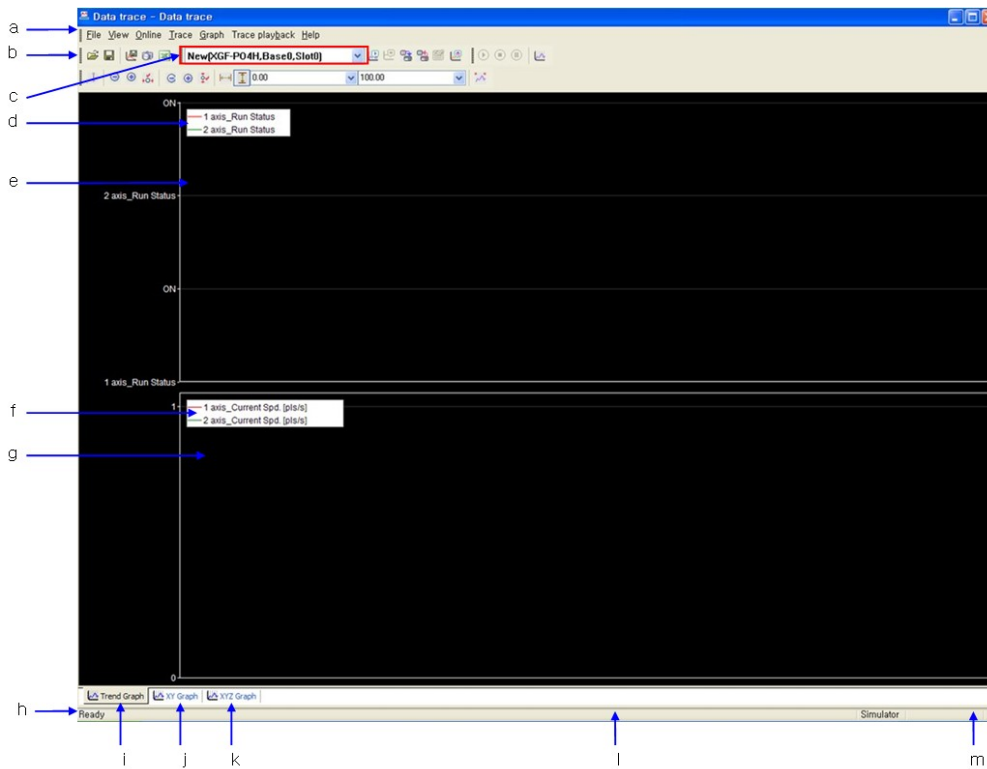 Data trace - Data trace
a
File View Online Trace Graph Trace playback Help
b
New[XGF-PO4H,Base0,Slot0]
0.00 100.00
c
ON
d
1 axis_Run Status
2 axis_Run Status
e
2 axis_Run Status
ON
1 axis_Run Status
1
f
1 axis_Current Spd. [pls/s]
2 axis_Current Spd. [pls/s]
g
0
Trend Graph XY Graph XYZ Graph
h
Ready Simulator
i j k l m